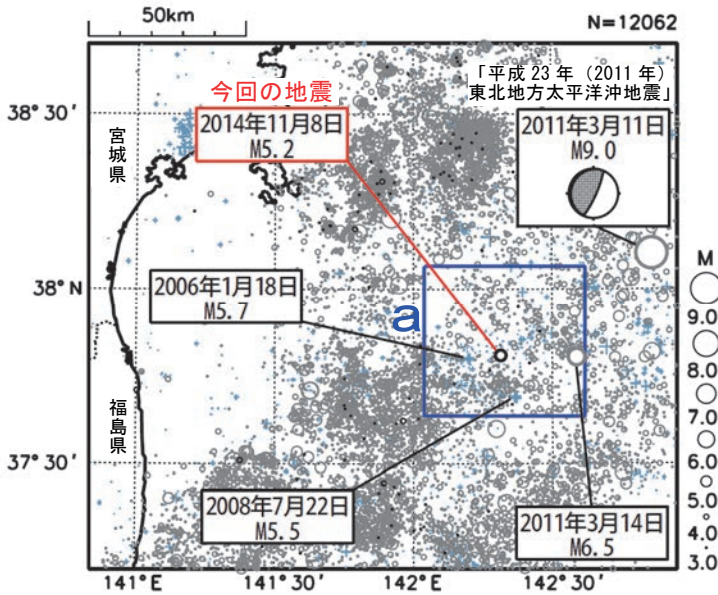 50km
N=12062
「平成 23 年（2011 年）
東北地方太平洋沖地震」
今回の地震
38°30′
2014年11月8日
M5.2
2011年3月11日
M9.0
宮城県
M
38°N
2006年1月18日
M5.7
a
9.0
8.0
7.0
6.0
5.0
4.0
3.0
福島県
37°30′
2008年7月22日
M5.5
2011年3月14日
M6.5
141°E
141°30′
142°E
142°30′